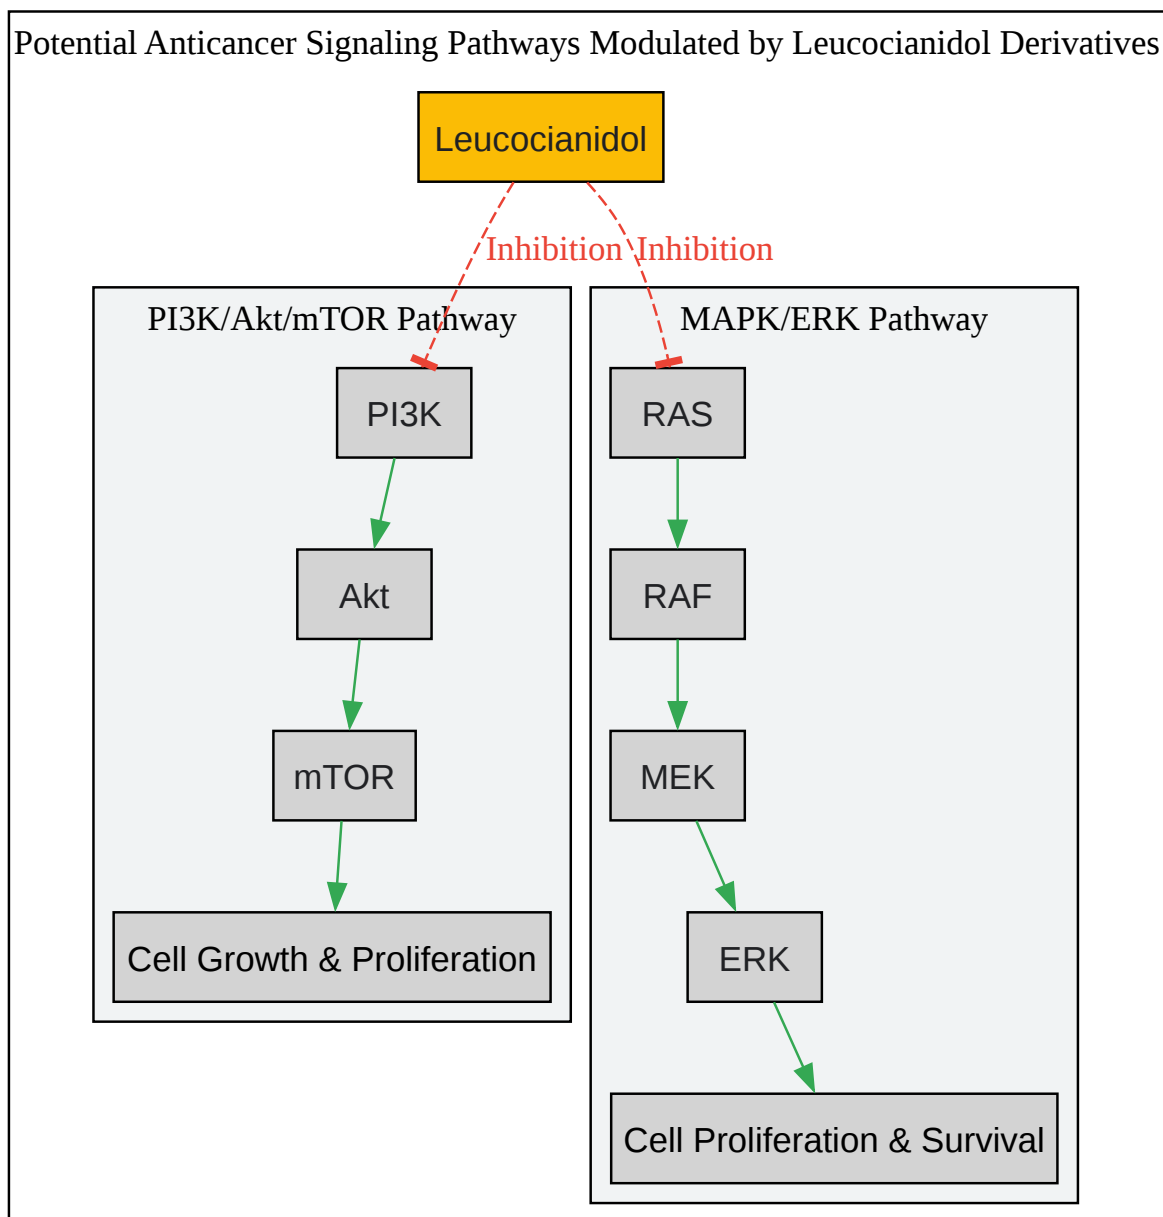 Potential Anticancer Signaling Pathways Modulated by Leucocianidol Derivatives
Leucocianidol
Inhibition
Inhibition
PI3K/Akt/mTOR Pathway
PI3K
Akt
mTOR
Cell Growth & Proliferation
MAPK/ERK Pathway
RAS
RAF
MEK
ERK
Cell Proliferation & Survival